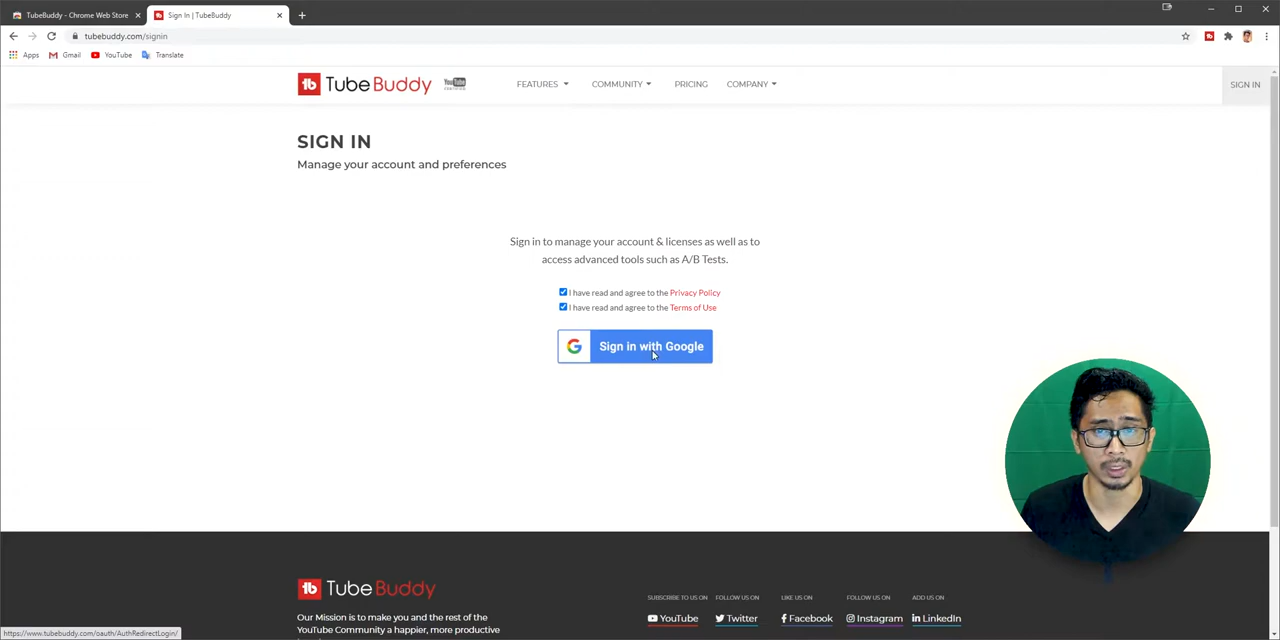 TubeBuddy - Chrome Web Store
Sign In | TubeBuddy
tubebuddy.com/signin
Apps
Gmail
YouTube
Translate
TubeBuddy
FEATURES
COMMUNITY
PRICING
COMPANY
SIGN IN
SIGN IN
Manage your account and preferences
Sign in to manage your account & licenses as well as to
access advanced tools such as A/B Tests.
I have read and agree to the Privacy Policy
I have read and agree to the Terms of Use
Sign in with Google
TubeBuddy
Our Mission is to make you and the rest of the
YouTube Community a happier, more productive
SUBSCRIBE TO US ON
YouTube
FOLLOW US ON
Twitter
LIKE US ON
Facebook
FOLLOW US ON
Instagram
ADD US ON
LinkedIn
https://www.tubebuddy.com/oauth/AuthRedirectLogin/